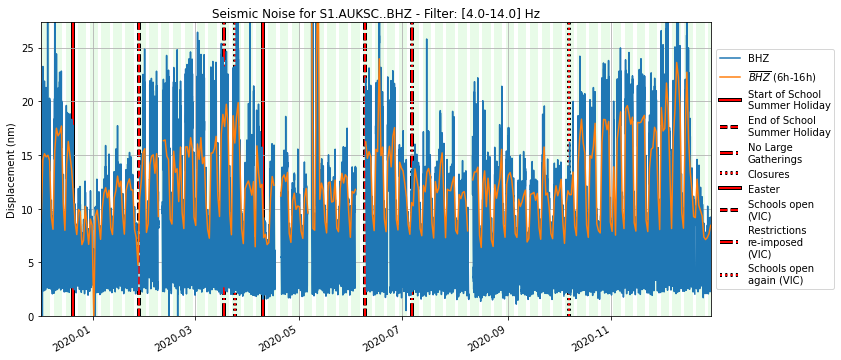 Seismic Noise for S1.AUKSC..BHZ - Filter: [4.0-14.0] Hz
Displacement (nm)
25
20
15
10
5
0
2020-01
2020-03
2020-05
2020-07
2020-09
2020-11
BHZ
BHZ (6h-16h)
Start of School
Summer Holiday
End of School
Summer Holiday
No Large
Gatherings
Closures
Easter
Schools open
(VIC)
Restrictions
re-imposed
(VIC)
Schools open
again (VIC)